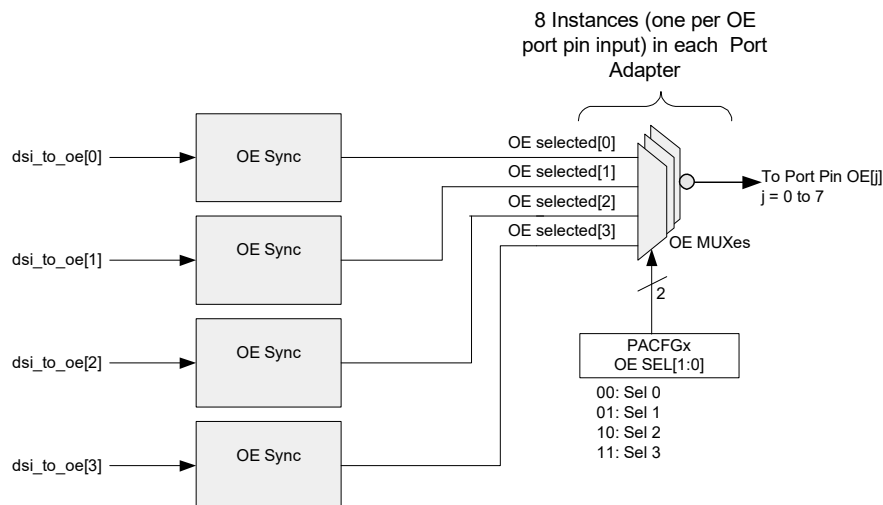 8 Instances (one per OE
port pin input) in each Port
Adapter
dsi_to_oe[0]
OE Sync
OE selected[0]
OE selected[1]
OE selected[2]
OE selected[3]
To Port Pin OE[j]
j = 0 to 7
OE MUXes
dsi_to_oe[1]
OE Sync
2
dsi_to_oe[2]
OE Sync
PACFGx
OE SEL[1:0]
00: Sel 0
01: Sel 1
10: Sel 2
11: Sel 3
dsi_to_oe[3]
OE Sync